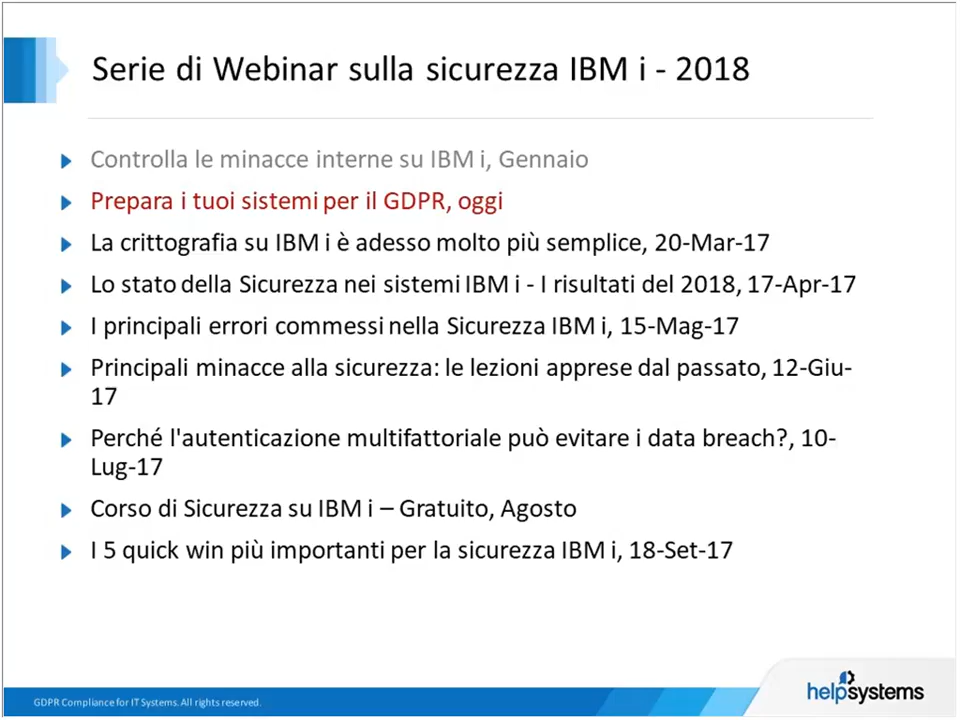 Serie di Webinar sulla sicurezza IBM i - 2018
Controlla le minacce interne su IBM i, Gennaio
Prepara i tuoi sistemi per il GDPR, oggi
La crittografia su IBM i è adesso molto più semplice, 20-Mar-17
Lo stato della Sicurezza nei sistemi IBM i - I risultati del 2018, 17-Apr-17
I principali errori commessi nella Sicurezza IBM i, 15-Mag-17
Principali minacce alla sicurezza: le lezioni apprese dal passato, 12-Giu-
17
Perché l'autenticazione multifattoriale può evitare i data breach?, 10-
Lug-17
Corso di Sicurezza su IBM i – Gratuito, Agosto
I 5 quick win più importanti per la sicurezza IBM i, 18-Set-17
GDPR Compliance for IT Systems. All rights reserved.
helpsystems